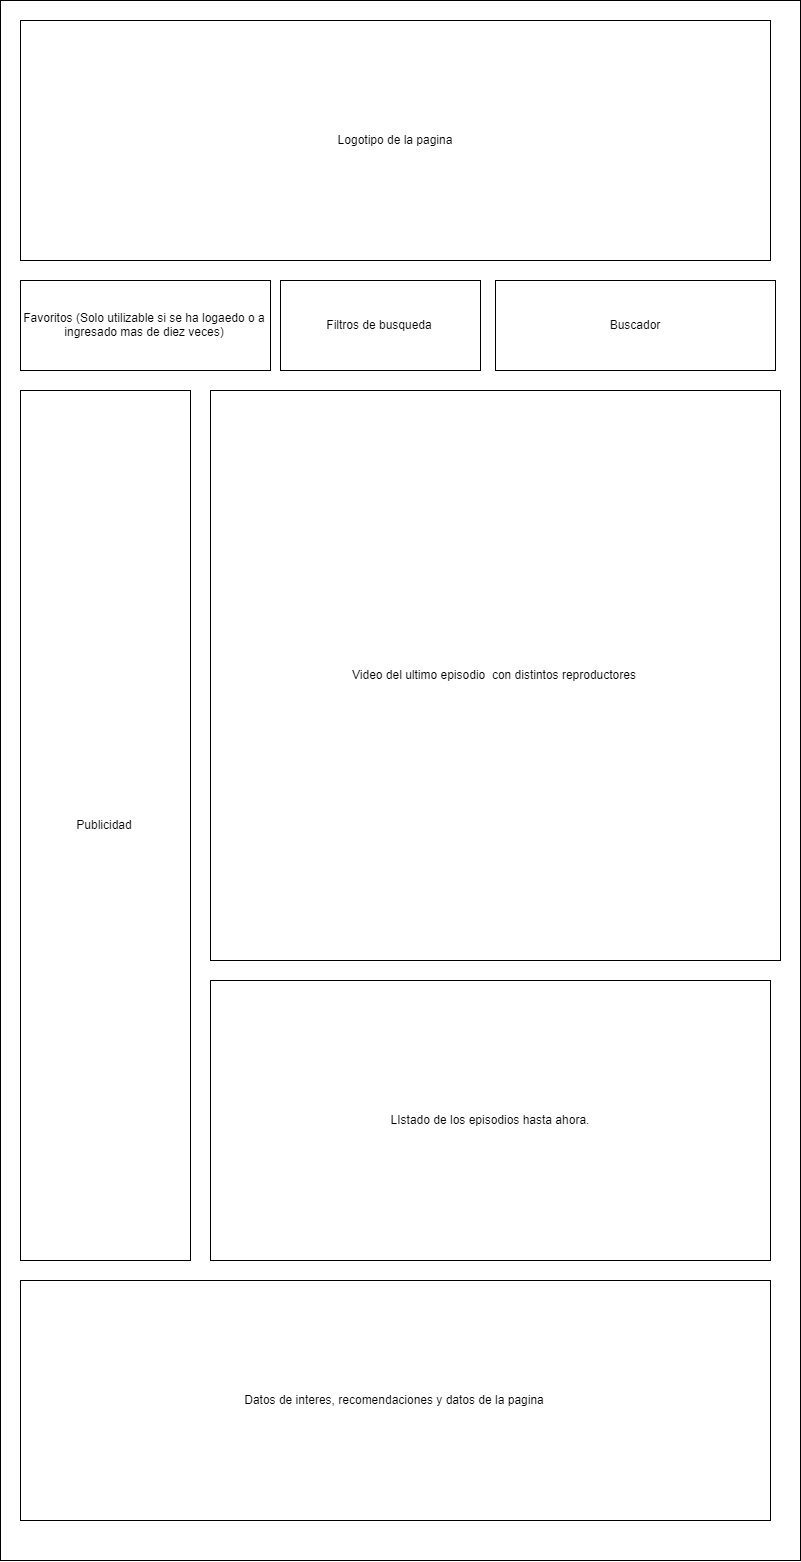 Logotipo de la pagina
Favoritos (Solo utilizable si se ha logaedo o a
ingresado mas de diez veces)
Filtros de busqueda
Buscador
Video del ultimo episodio  con distintos reproductores
Publicidad
LIstado de los episodios hasta ahora.
Datos de interes, recomendaciones y datos de la pagina